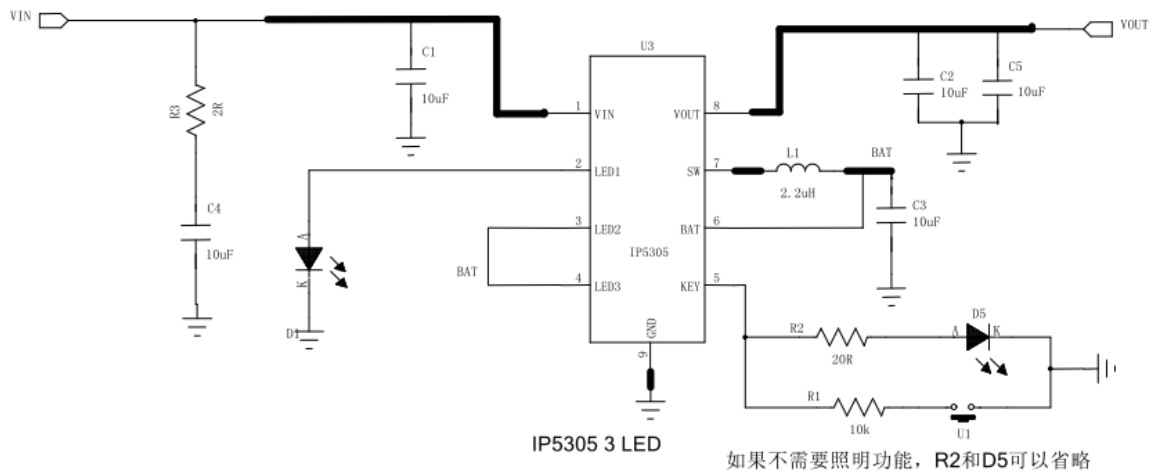 VIN
VOUT
U3
C1
10uF
C2
10uF
C5
10uF
R3
2R
1
VIN
VOUT
8
2
LED1
SW
7
L1
2.2uH
BAT
C3
10uF
C4
10uF
3
LED2
BAT
6
IP5305
BAT
4
LED3
KEY
5
A
K
D1
GND
9
R2
20R
A
D5
K
R1
10k
U1
IP5305 3 LED
如果不需要照明功能，R2和D5可以省略